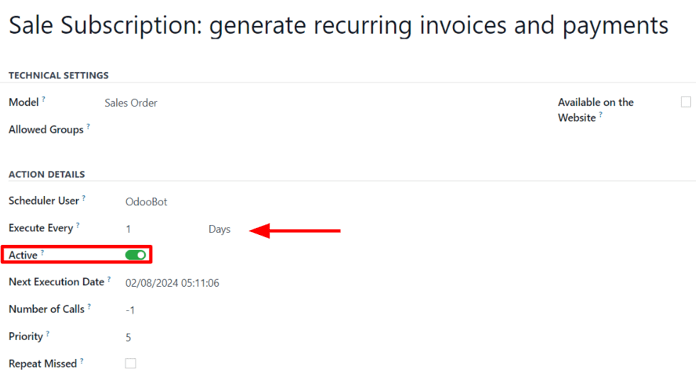 Sale Subscription: generate recurring invoices and payments
TECHNICAL SETTINGS
Model ?
Sales Order
Available on the
Website ?
Allowed Groups ?
ACTION DETAILS
Scheduler User ?
OdooBot
Execute Every ?
1
Days
Active ?
Next Execution Date ?
02/08/2024 05:11:06
Number of Calls ?
-1
Priority ?
5
Repeat Missed ?